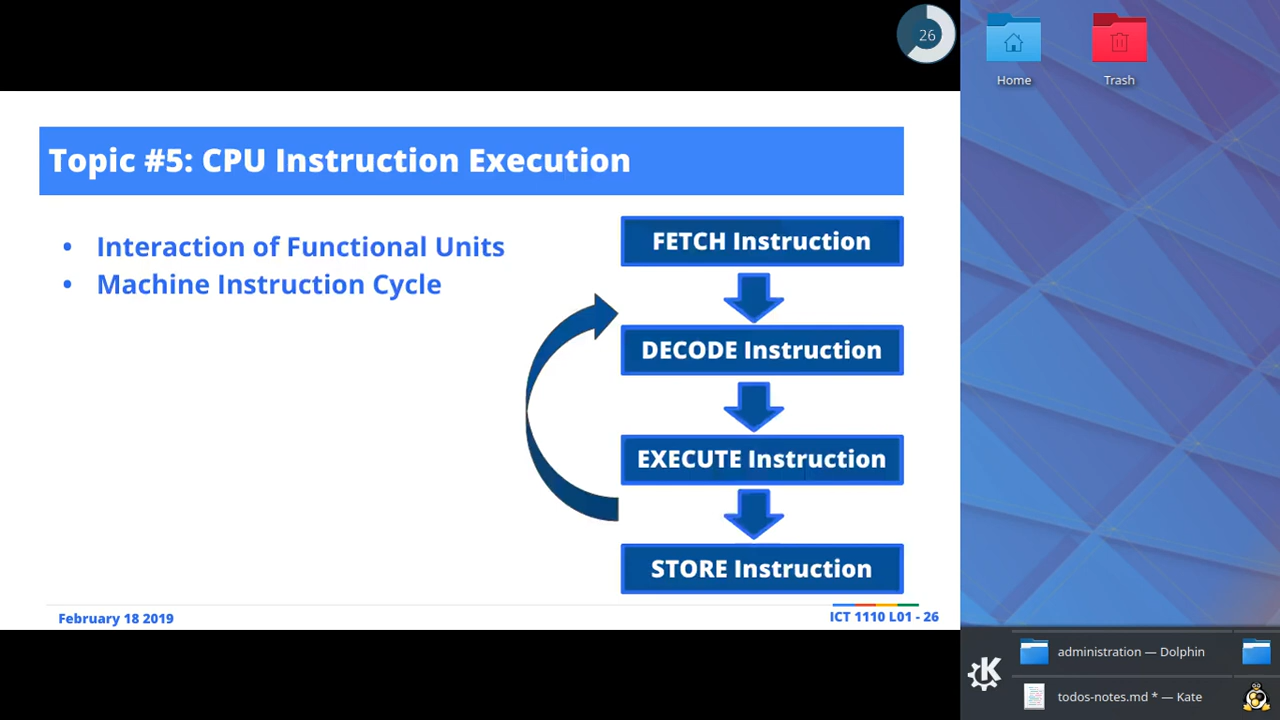 26
Home
Trash
Topic #5: CPU Instruction Execution
• Interaction of Functional Units
• Machine Instruction Cycle
FETCH Instruction
DECODE Instruction
EXECUTE Instruction
STORE Instruction
February 18 2019
ICT 1110 L01 - 26
administration — Dolphin
todos-notes.md * — Kate